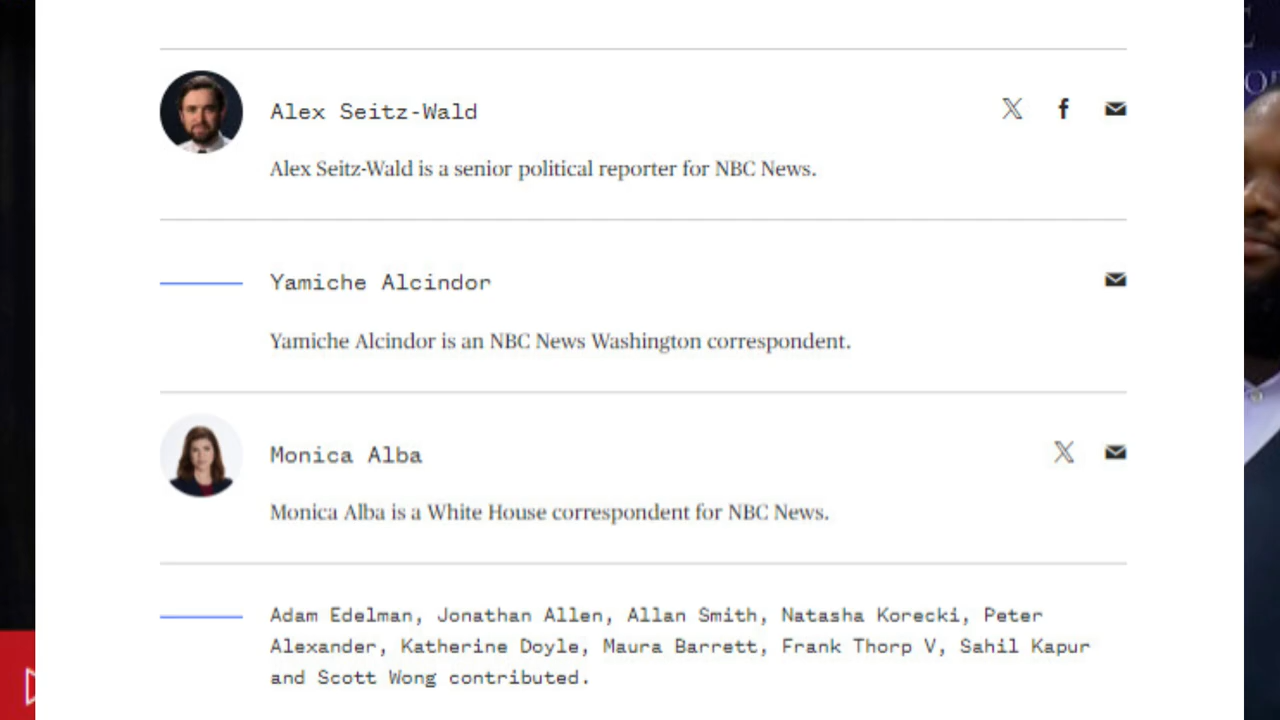 Alex Seitz-Wald
Alex Seitz-Wald is a senior political reporter for NBC News.
Yamiche Alcindor
Yamiche Alcindor is an NBC News Washington correspondent.
Monica Alba
Monica Alba is a White House correspondent for NBC News.
Adam Edelman, Jonathan Allen, Allan Smith, Natasha Korecki, Peter
Alexander, Katherine Doyle, Maura Barrett, Frank Thorp V, Sahil Kapur
and Scott Wong contributed.